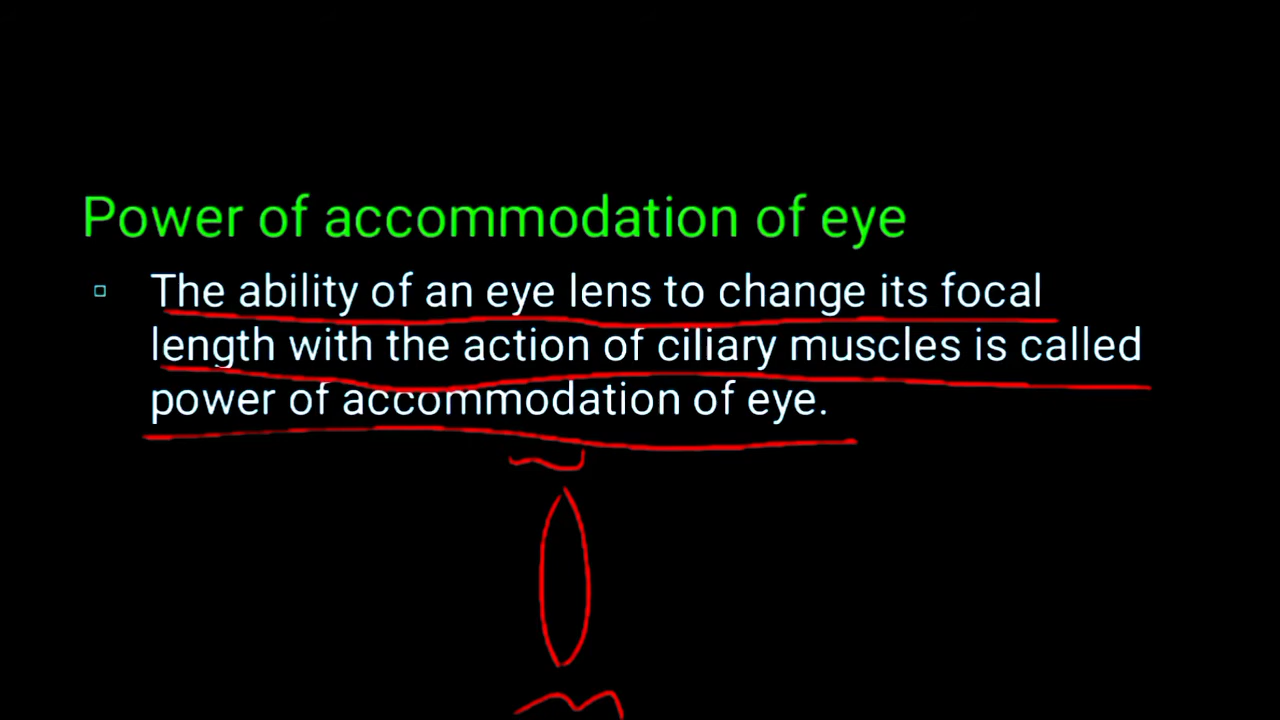 Power of accommodation of eye
The ability of an eye lens to change its focal
length with the action of ciliary muscles is called
power of accommodation of eye.